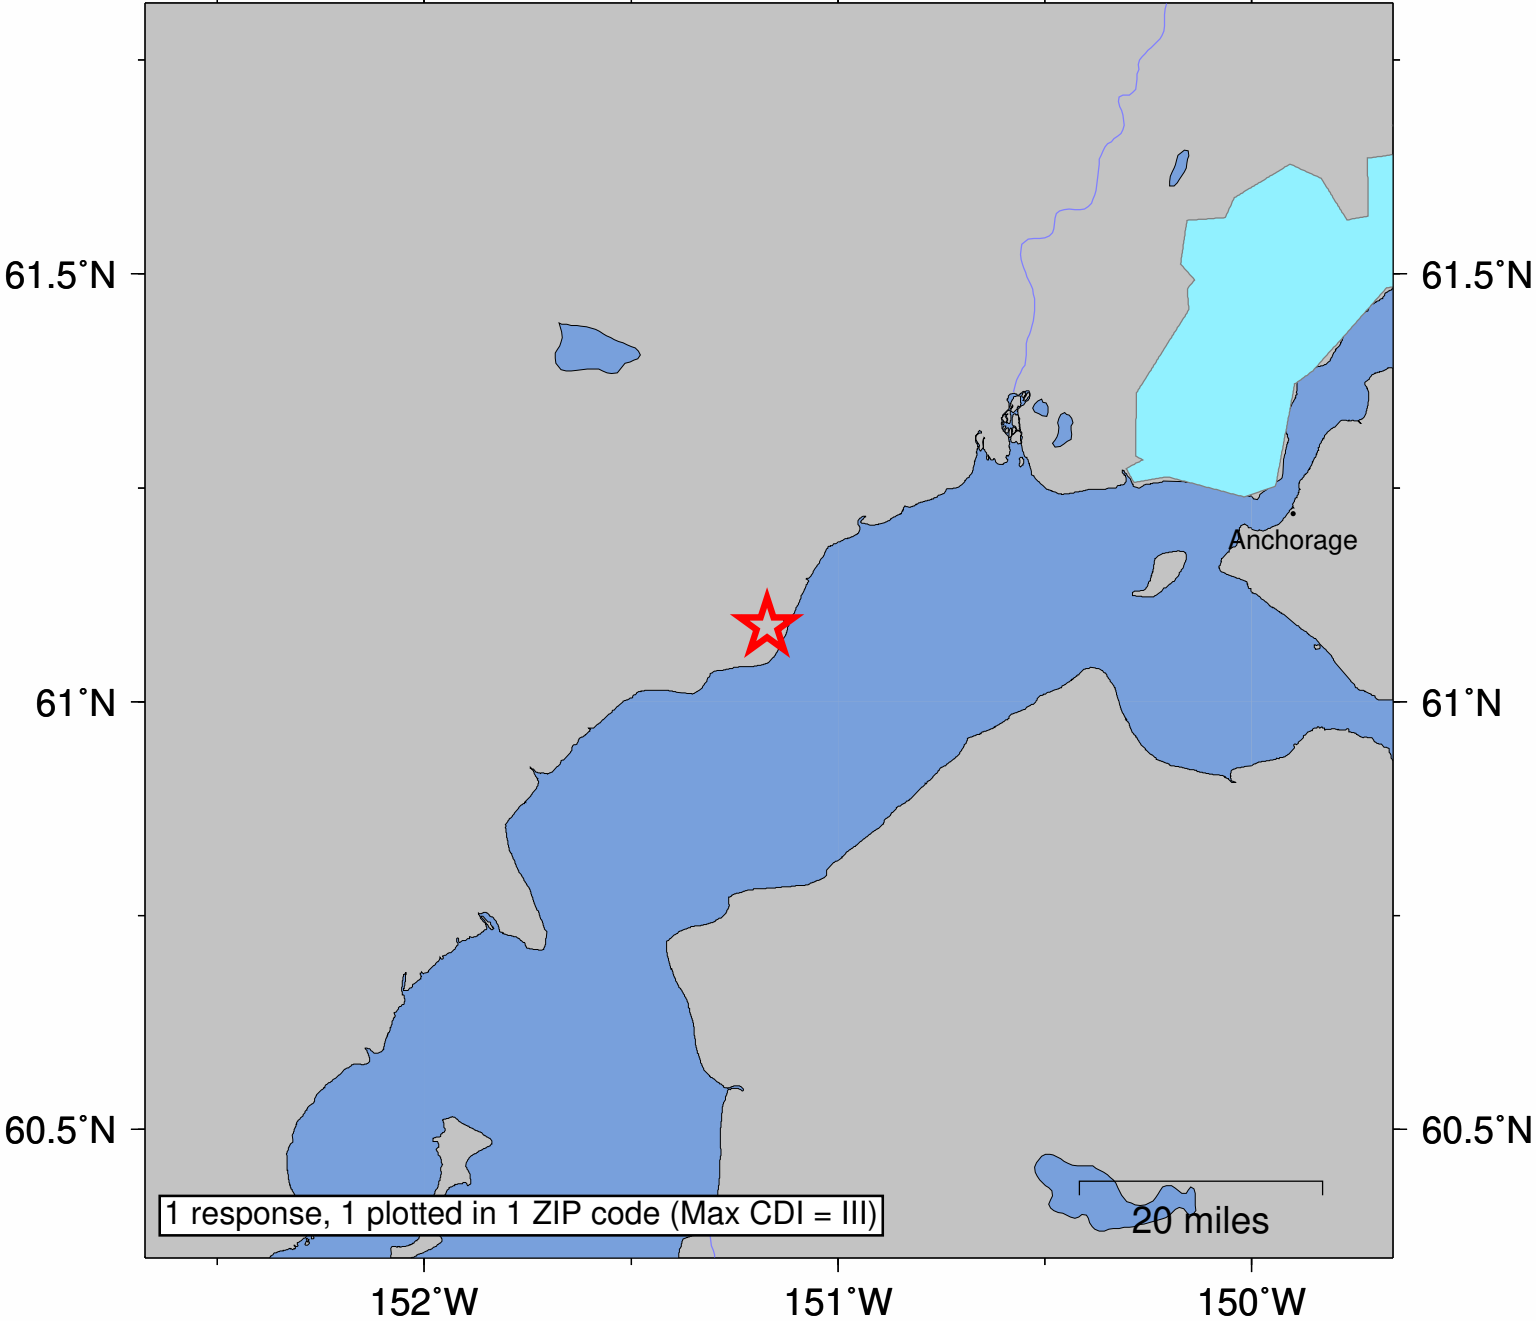 61.5°N
61.5°N
Anchorage
61°N
61°N
60.5°N
60.5°N
1 response, 1 plotted in 1 ZIP code (Max CDI = III)
20 miles
152°W
151°W
150°W